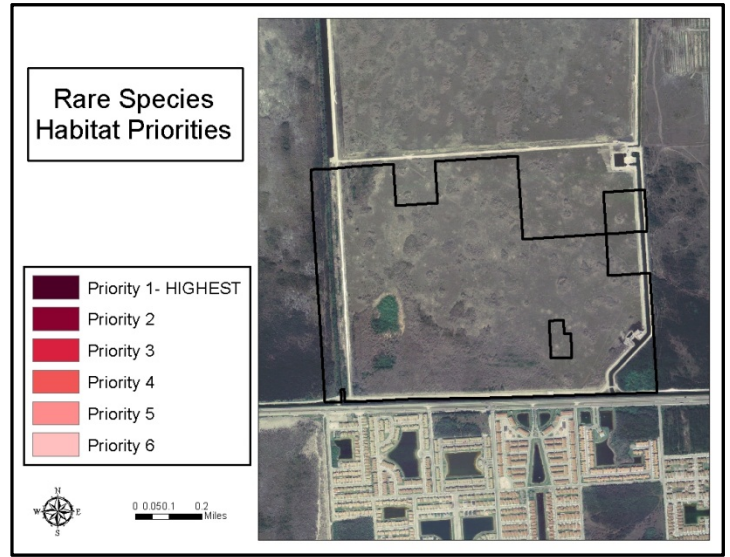 Rare Species
Habitat Priorities
Priority 1- HIGHEST
Priority 2
Priority 3
Priority 4
Priority 5
Priority 6
N
W
E
S
0 0.050.1 0.2
Miles